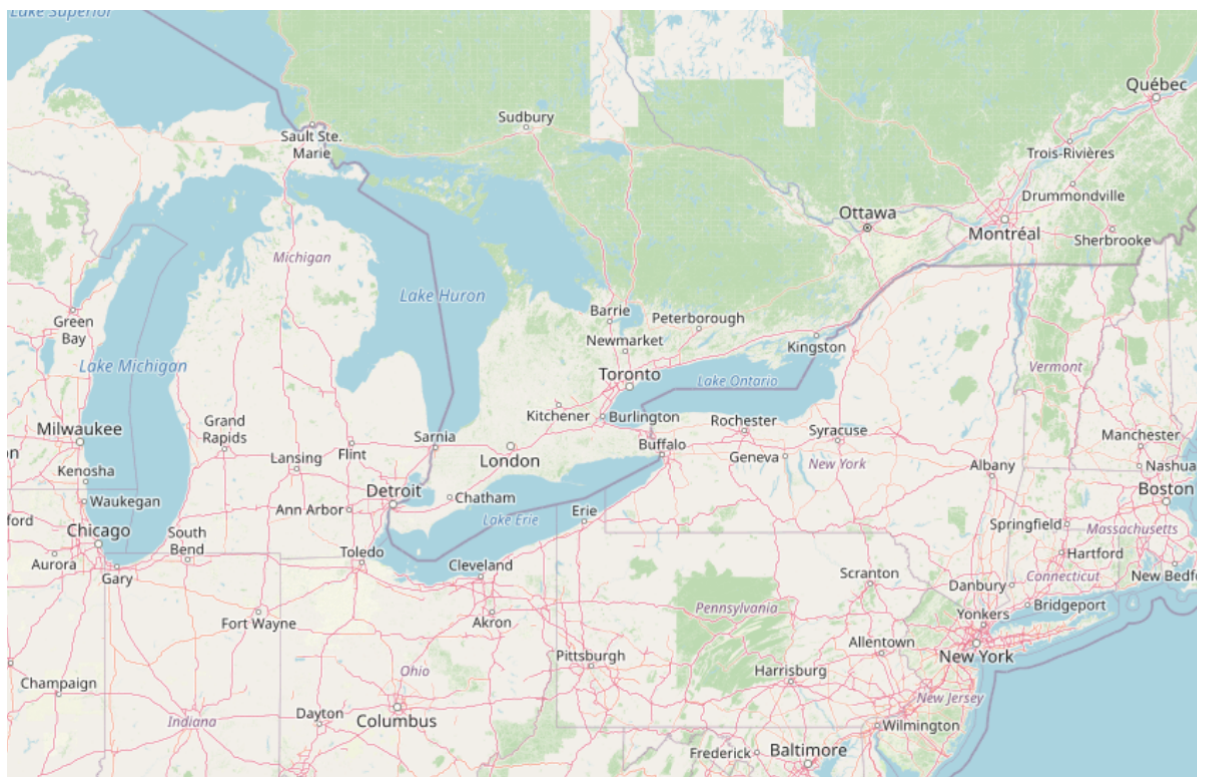 Lake Superior
Québec
Sudbury
Sault Ste.
Marie
Trois-Rivières
Drummondville
Ottawa
Montréal
Sherbrooke
Michigan
Lake Huron
Barrie
Peterborough
Green
Bay
Newmarket
Kingston
Lake Michigan
Vermont
Toronto
Lake Ontario
Kitchener
Burlington
Grand
Rapids
Rochester
Milwaukee
Sarnia
Syracuse
Manchester
Buffalo
on
Lansing
Flint
London
Geneva
New York
Albany
Nashua
Kenosha
Detroit
Boston
Waukegan
Chatham
Ann Arbor
Erie
ford
Lake Erie
Springfield
Massachusetts
Chicago
South
Bend
Toledo
Hartford
Aurora
Cleveland
Gary
Scranton
Danbury
Connecticut
New Bedf
Pennsylvania
Bridgeport
Fort Wayne
Akron
Yonkers
Allentown
Pittsburgh
New York
Ohio
Harrisburg
Champaign
New Jersey
Indiana
Dayton
Columbus
Wilmington
Frederick
Baltimore